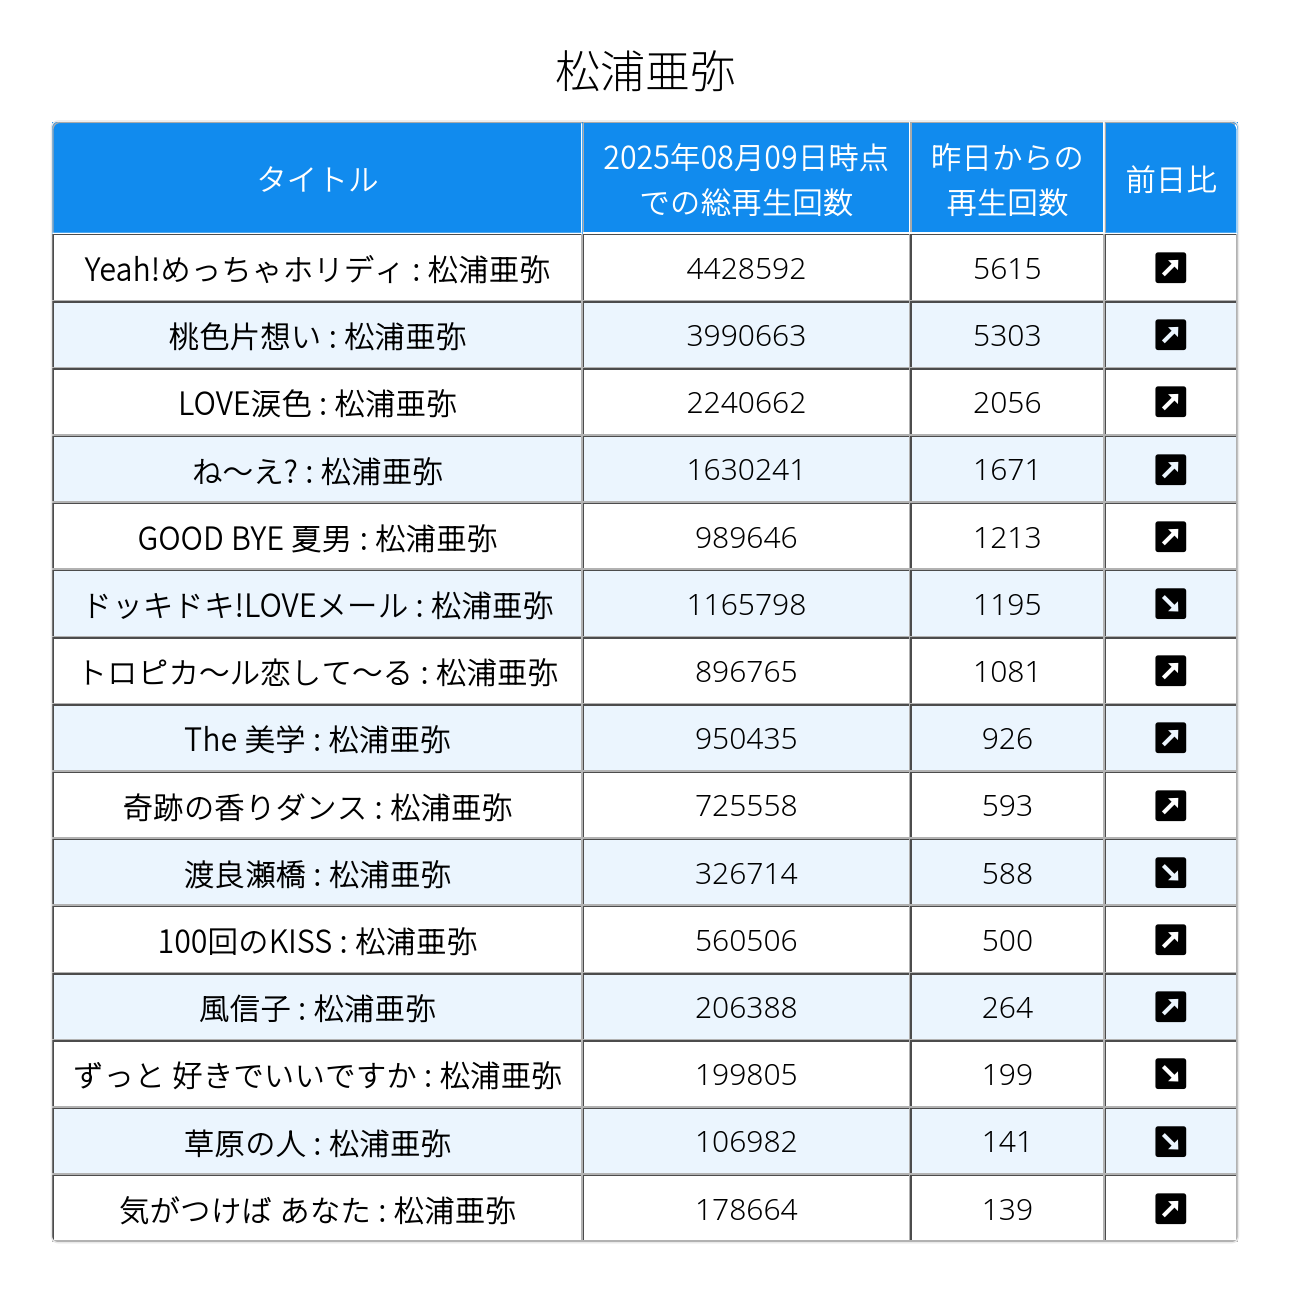 松浦亜弥
タイトル 2025年08月09日時点での総再生回数 昨日からの再生回数 前日比
Yeah!めっちゃホリディ : 松浦亜弥 4428592 5615 ↗
桃色片想い : 松浦亜弥 3990663 5303 ↗
LOVE涙色 : 松浦亜弥 2240662 2056 ↗
ね〜え? : 松浦亜弥 1630241 1671 ↗
GOOD BYE 夏男 : 松浦亜弥 989646 1213 ↗
ドッキドキ!LOVEメール : 松浦亜弥 1165798 1195 ↘
トロピカ〜ル恋して〜る : 松浦亜弥 896765 1081 ↗
The 美学 : 松浦亜弥 950435 926 ↗
奇跡の香りダンス : 松浦亜弥 725558 593 ↗
渡良瀬橋 : 松浦亜弥 326714 588 ↘
100回のKISS : 松浦亜弥 560506 500 ↗
風信子 : 松浦亜弥 206388 264 ↗
ずっと 好きでいいですか : 松浦亜弥 199805 199 ↘
草原の人 : 松浦亜弥 106982 141 ↘
気がつけば あなた : 松浦亜弥 178664 139 ↗